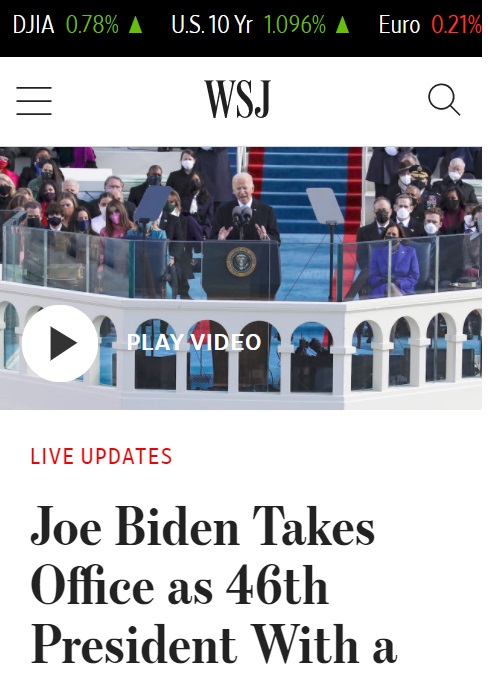 DJIA 0.78% ▲ U.S. 10 Yr 1.096% ▲ Euro 0.21%
WSJ
PLAY VIDEO
LIVE UPDATES
Joe Biden Takes
Office as 46th
President With a